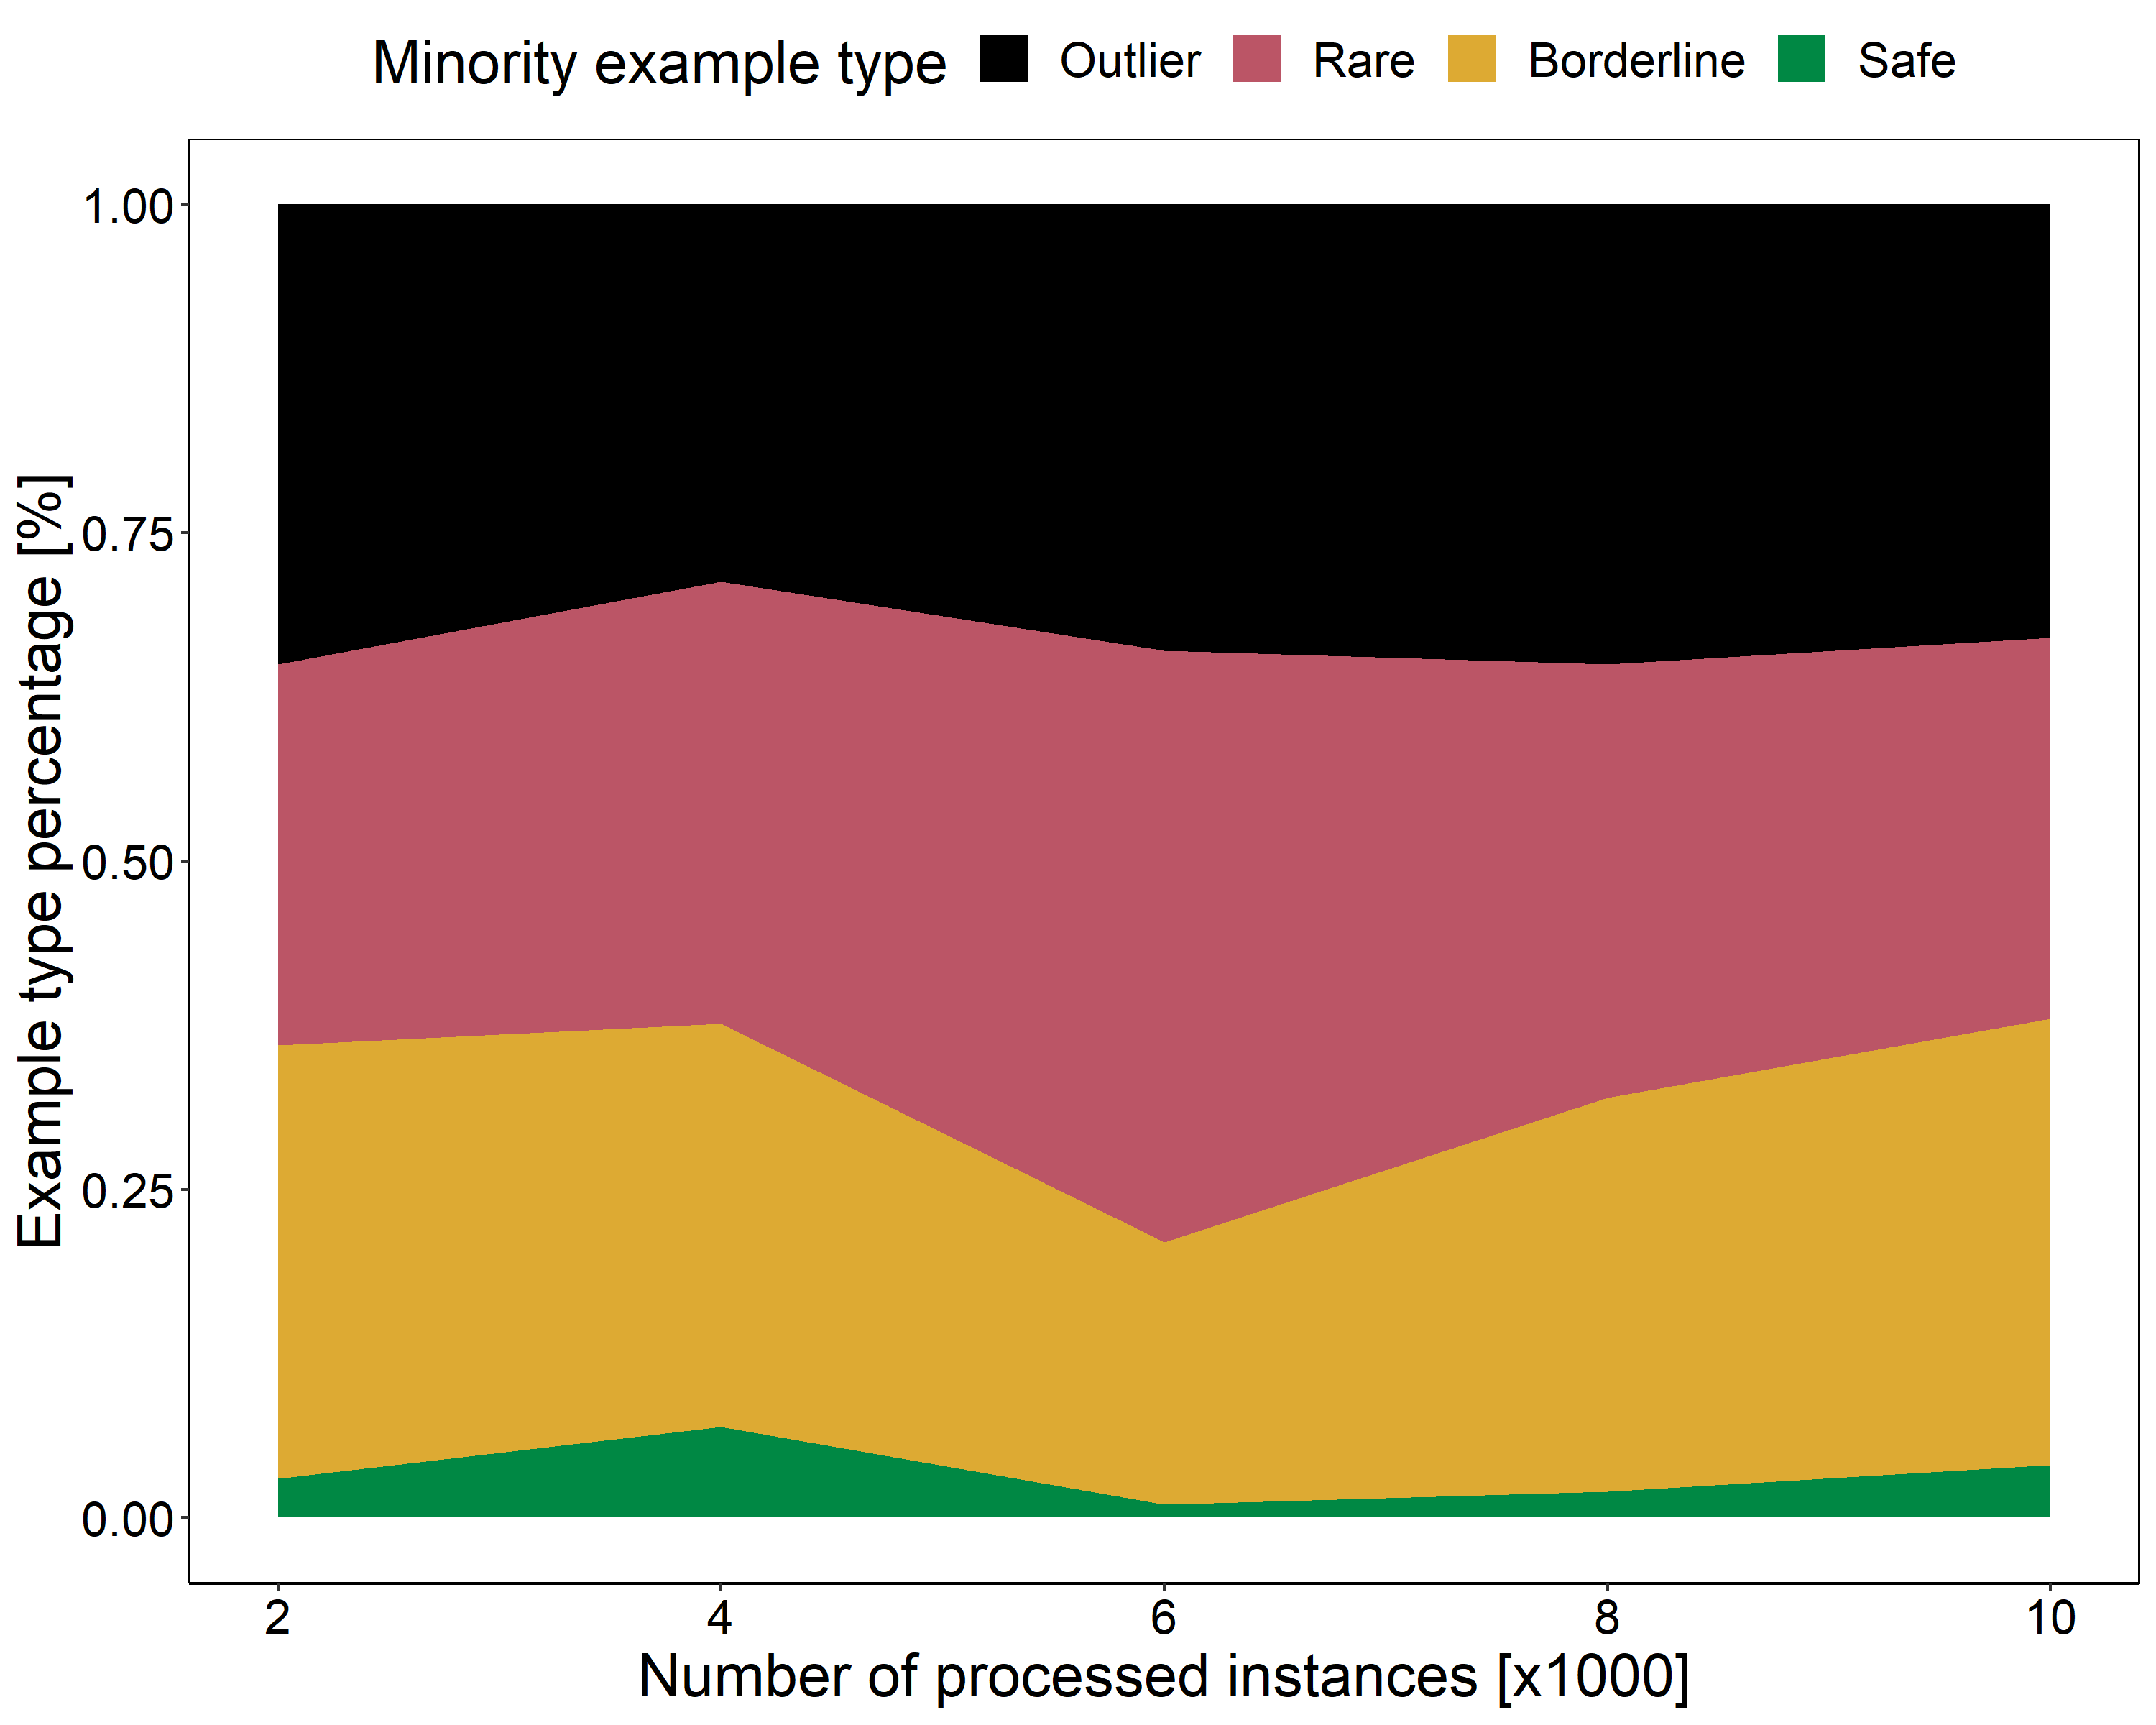 Minority example type Outlier Rare Borderline Safe
Example type percentage [%]
1.00
0.75
0.50
0.25
0.00
2 4 6 8 10
Number of processed instances [x1000]